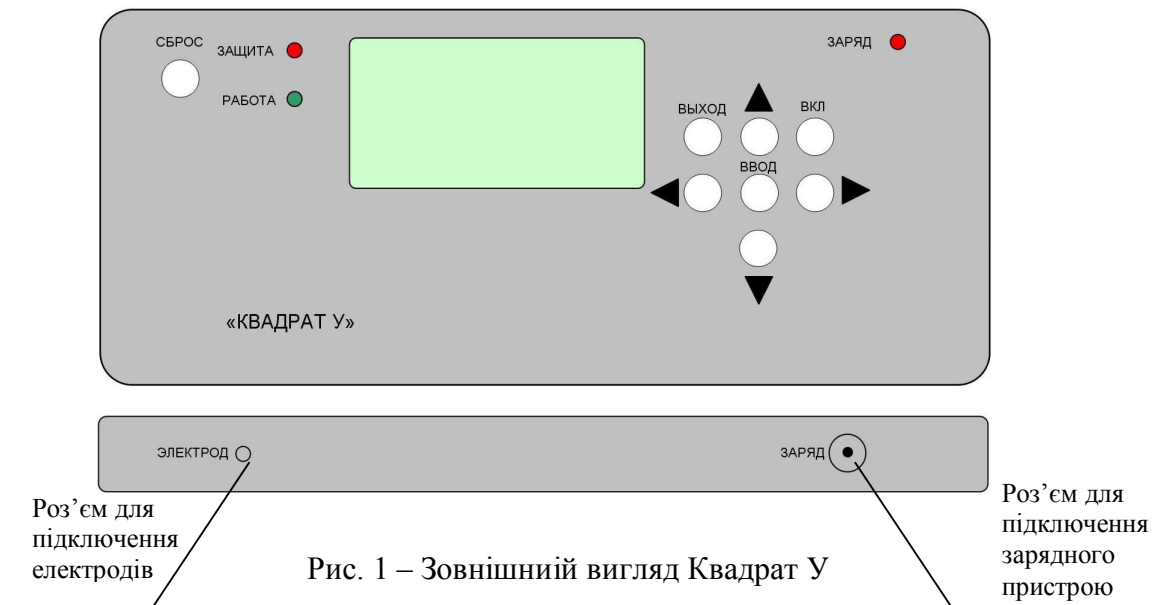 СБРОС
ЗАЩИТА
РАБОТА
ЗАРЯД
ВЫХОД
ВКЛ
ВВОД
«КВАДРАТ У»
ЭЛЕКТРОД
ЗАРЯД
Роз’єм для
підключення
електродів
Рис. 1 – Зовнішниій вигляд Квадрат У
Роз’єм для
підключення
зарядного
пристрою